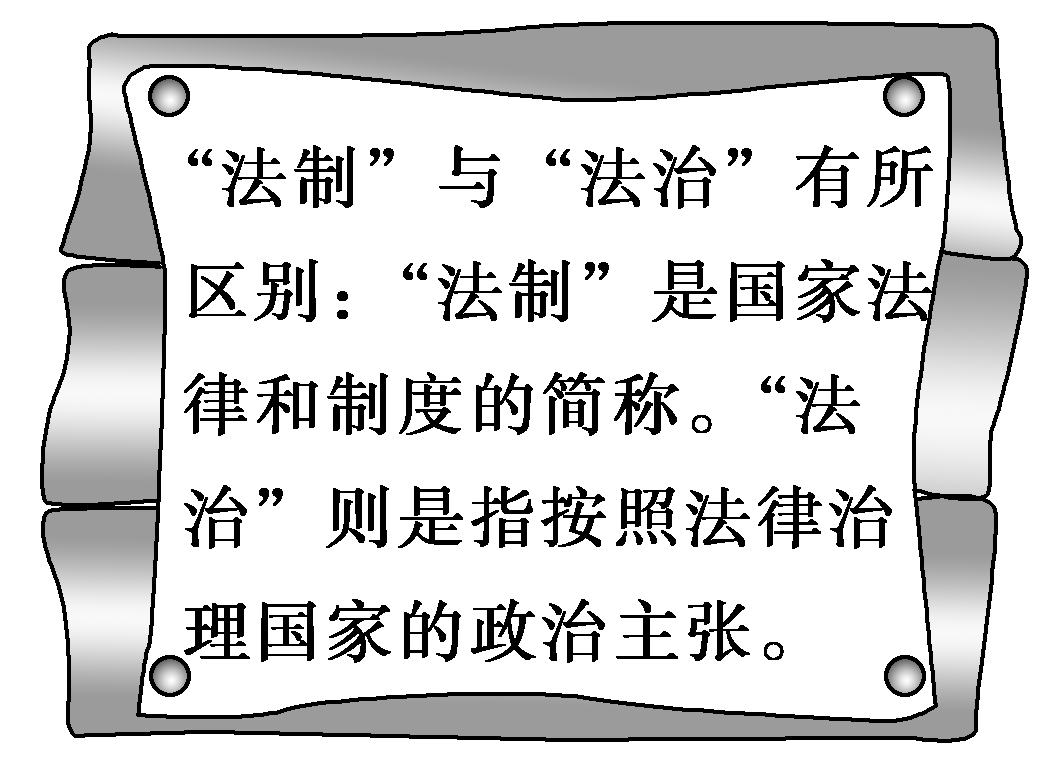 “法制”与“法治”有所
区别：“法制”是国家法
律和制度的简称。“法
治”则是指按照法律治
理国家的政治主张。